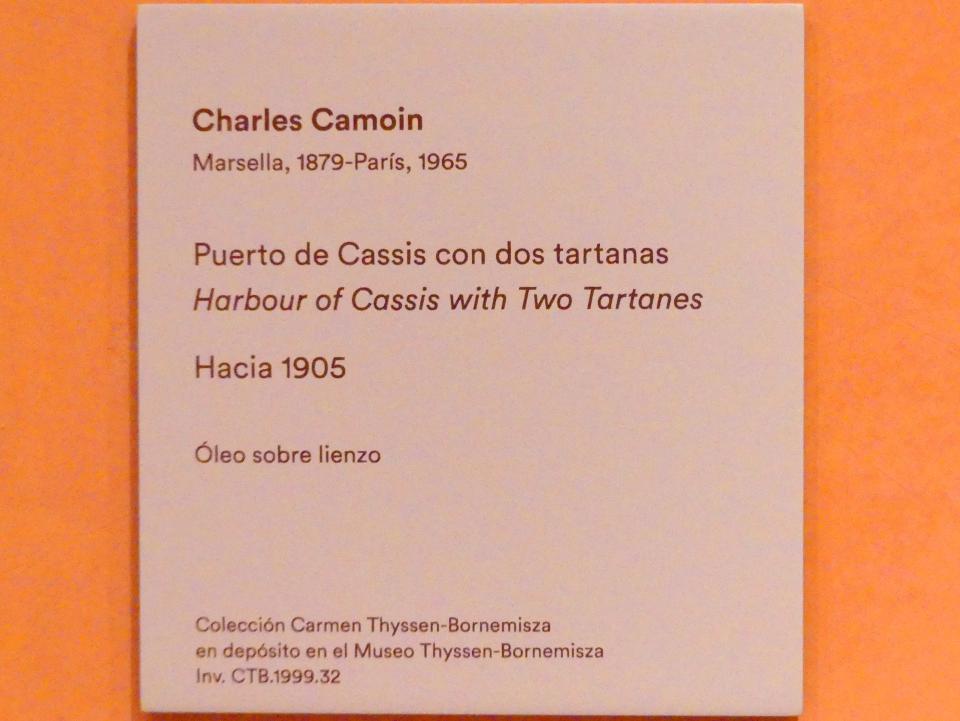 Charles Camoin
Marsella, 1879-París, 1965
Puerto de Cassis con dos tartanas
Harbour of Cassis with Two Tartanes
Hacia 1905
Óleo sobre lienzo
Colección Carmen Thyssen-Bornemisza
en depósito en el Museo Thyssen-Bornemisza
Inv. CTB.1999.32